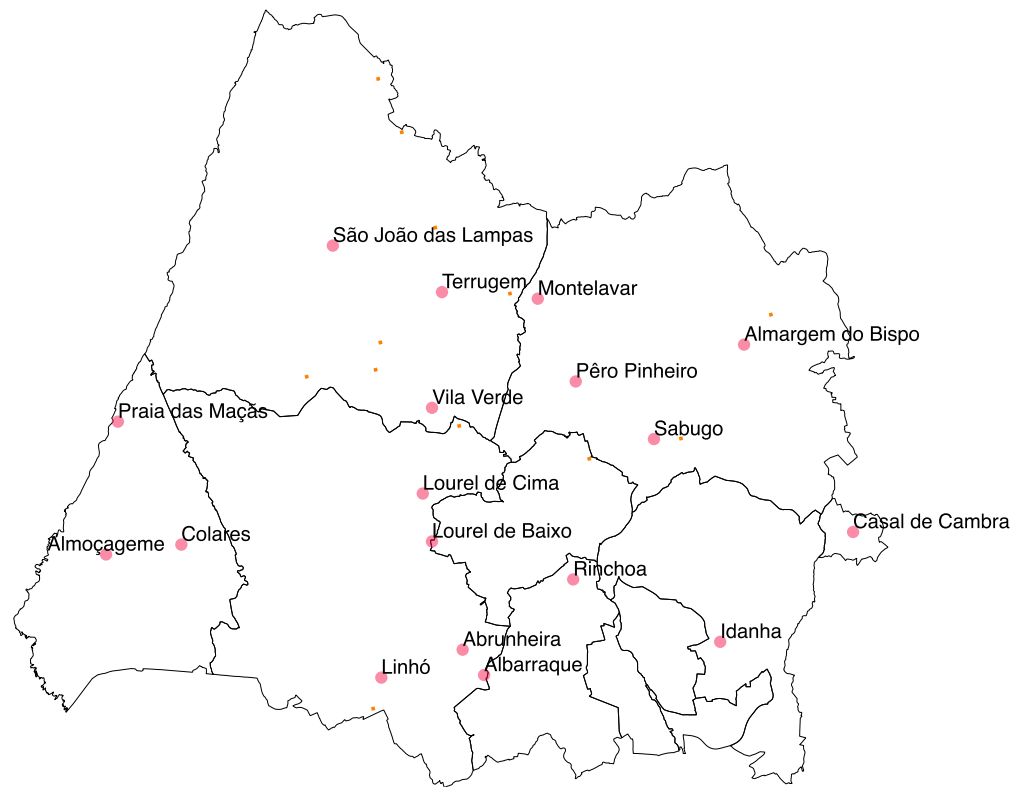 São João das Lampas
Terrugem
Montelavar
Almargem do Bispo
Pêro Pinheiro
Vila Verde
Praia das Maçãs
Sabugo
Lourel de Cima
Casal de Cambra
Lourel de Baixo
Colares
Almoçageme
Rinchoa
Idanha
Abrunheira
Albarraque
Linhó